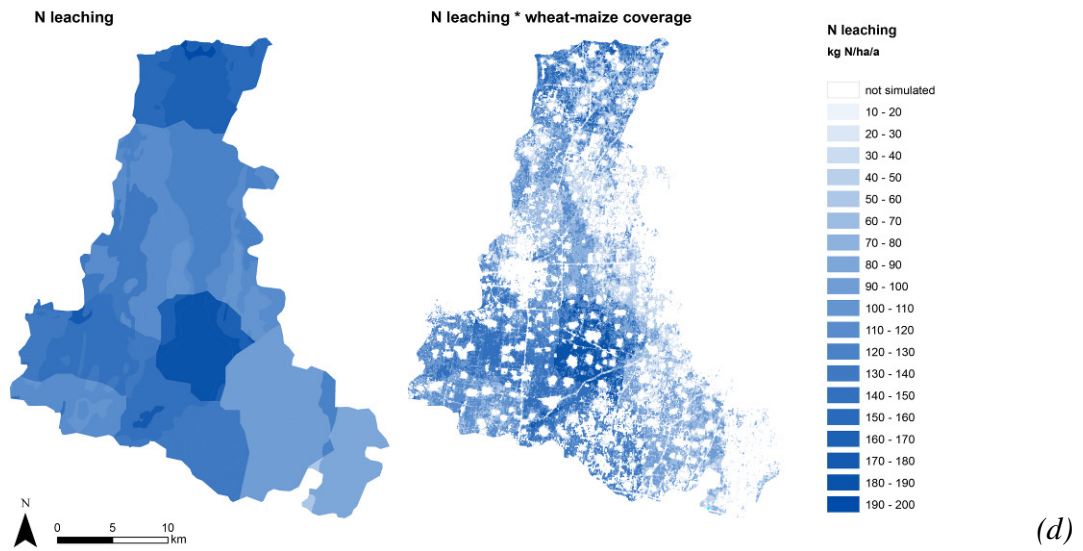 N leaching
N leaching * wheat-maize coverage
N leaching
kg N/ha/a
not simulated
10 - 20
20 - 30
30 - 40
40 - 50
50 - 60
60 - 70
70 - 80
80 - 90
90 - 100
100 - 110
110 - 120
120 - 130
130 - 140
140 - 150
150 - 160
160 - 170
170 - 180
180 - 190
190 - 200
N
0 5 10
km
(d)